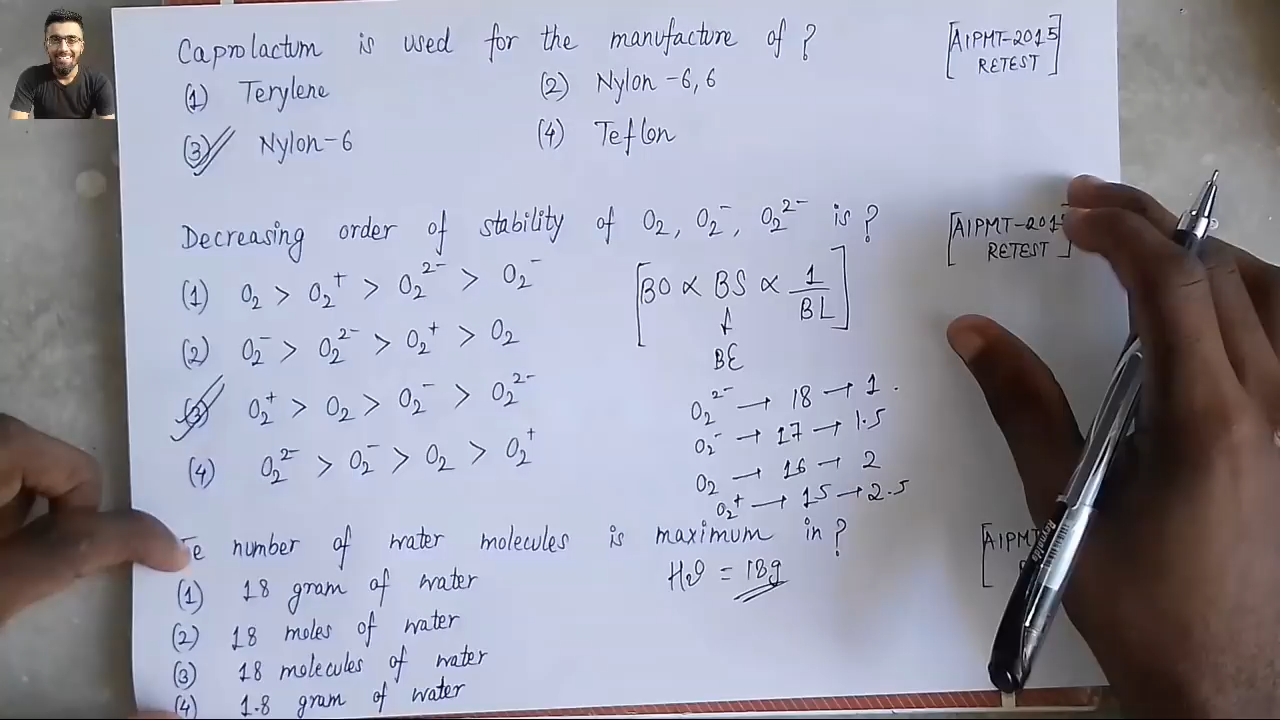 Caprolactum is used for the manufacture of ? [AIPMT-2015
RETEST]
(1) Terylene (2) Nylon-6,6
(3) Nylon-6 (4) Teflon
Decreasing order of stability of O₂, O₂⁻, O₂²⁻ is ? [AIPMT-201
RETEST]
(1) O₂ > O₂⁺ > O₂²⁻ > O₂⁻
[BO ∝ BS ∝ 1/BL]
BE
(2) O₂⁻ > O₂²⁻ > O₂⁺ > O₂
(3) O₂⁺ > O₂ > O₂⁻ > O₂²⁻
(4) O₂²⁻ > O₂⁻ > O₂ > O₂⁺
O₂²⁻ → 18 → 1.
O₂⁻ → 17 → 1.5
O₂ → 16 → 2
O₂⁺ → 15 → 2.5
number of water molecules is maximum in ? [AIPM
H₂O = 18g
(1) 18 gram of water
(2) 18 moles of water
(3) 18 molecules of water
(4) 1.8 gram of water
Reynolds